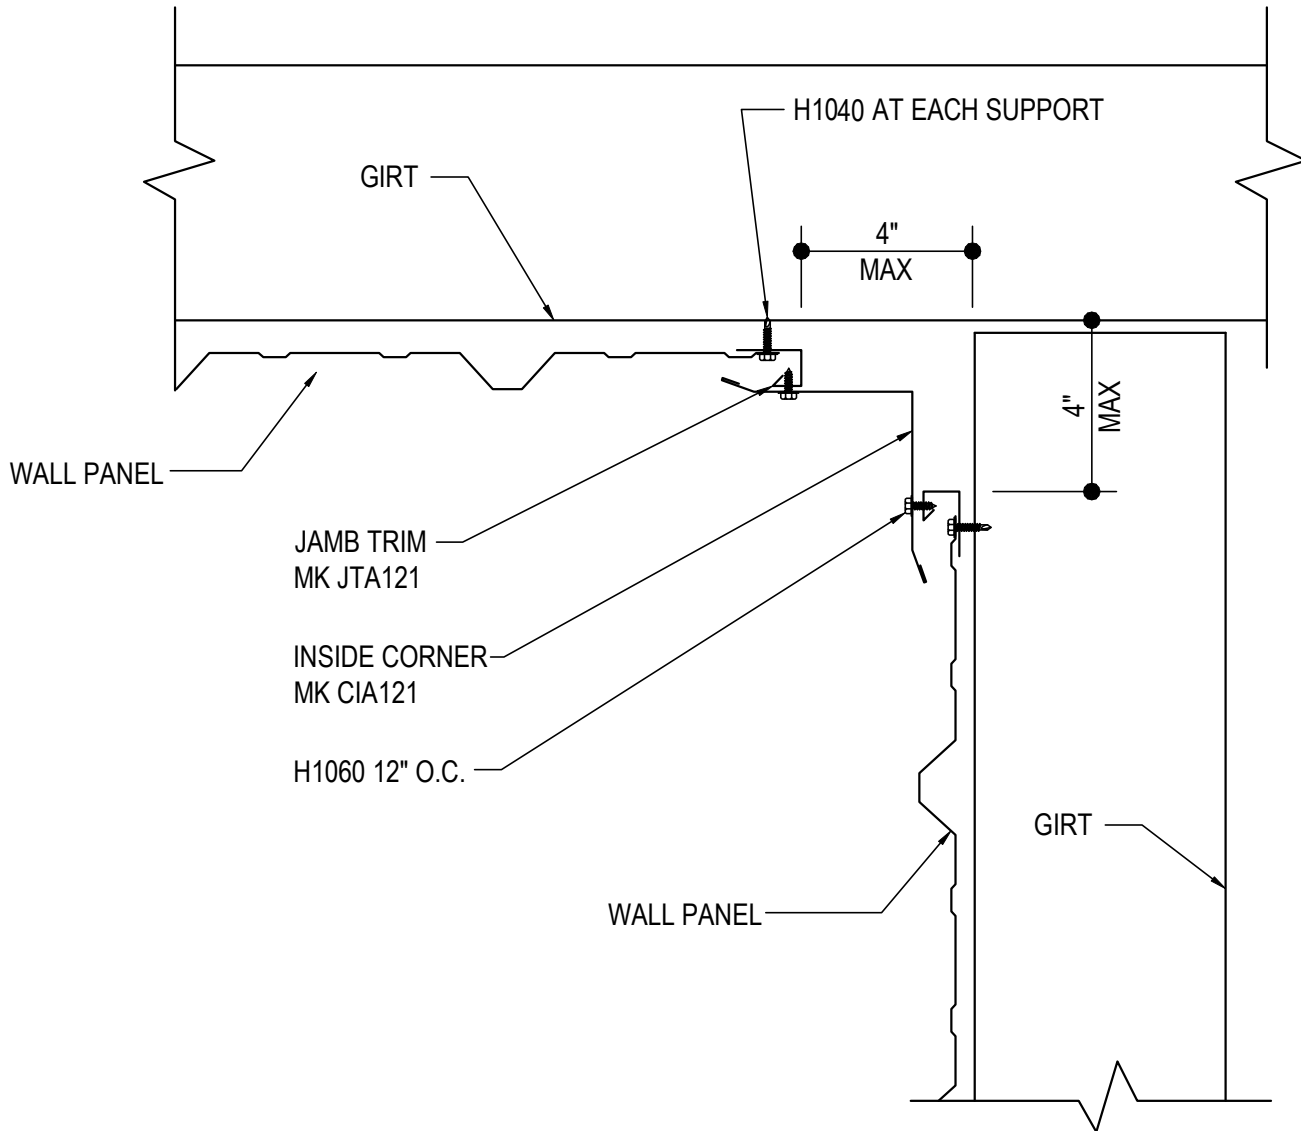 H1040 AT EACH SUPPORT
GIRT
4"
MAX
4"
MAX
WALL PANEL
JAMB TRIM
MK JTA121
INSIDE CORNER
MK CIA121
H1060 12" O.C.
GIRT
WALL PANEL